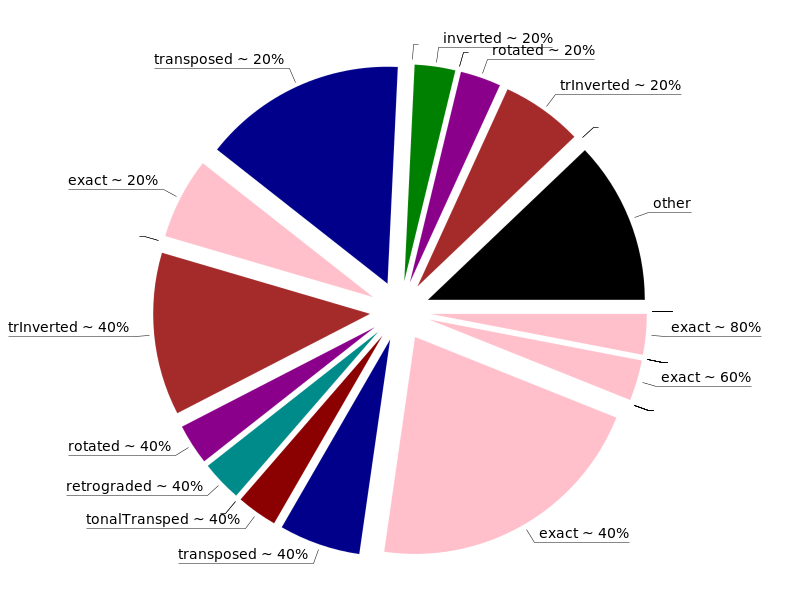 inverted ~ 20%
rotated ~ 20%
transposed ~ 20%
trInverted ~ 20%
exact ~ 20%
other
trInverted ~ 40%
exact ~ 80%
exact ~ 60%
rotated ~ 40%
retrograded ~ 40%
tonalTransped ~ 40%
exact ~ 40%
transposed ~ 40%